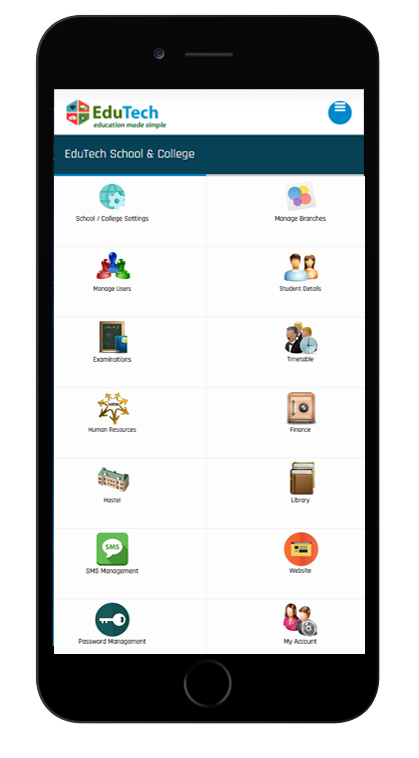 EduTech
education made simple
EduTech School & College
School / College Settings
Manage Branches
Manage Users
Student Details
Examinations
Timetable
Human Resources
Finance
Hostel
Library
SMS
SMS Management
Website
Password Management
My Account